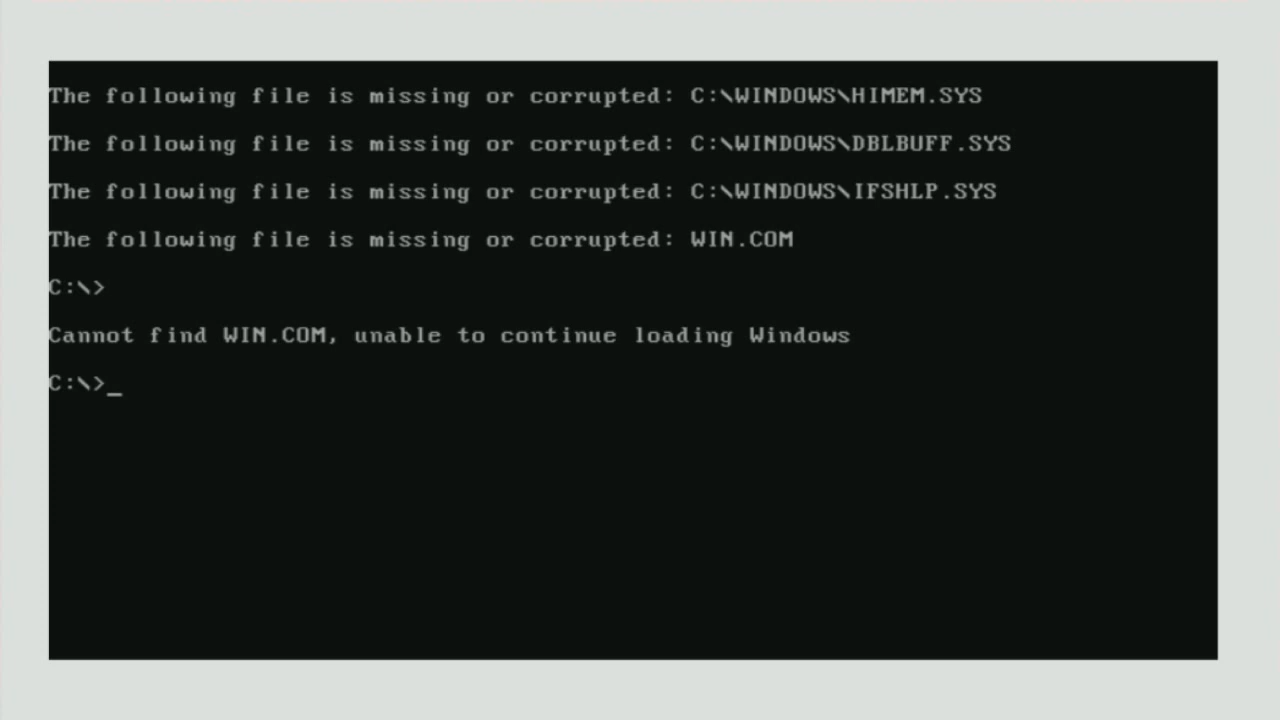 The following file is missing or corrupted: C:\WINDOWS\HIMEM.SYS
The following file is missing or corrupted: C:\WINDOWS\DBLBUFF.SYS
The following file is missing or corrupted: C:\WINDOWS\IFSHLP.SYS
The following file is missing or corrupted: WIN.COM
C:\>
Cannot find WIN.COM, unable to continue loading Windows
C:\>_